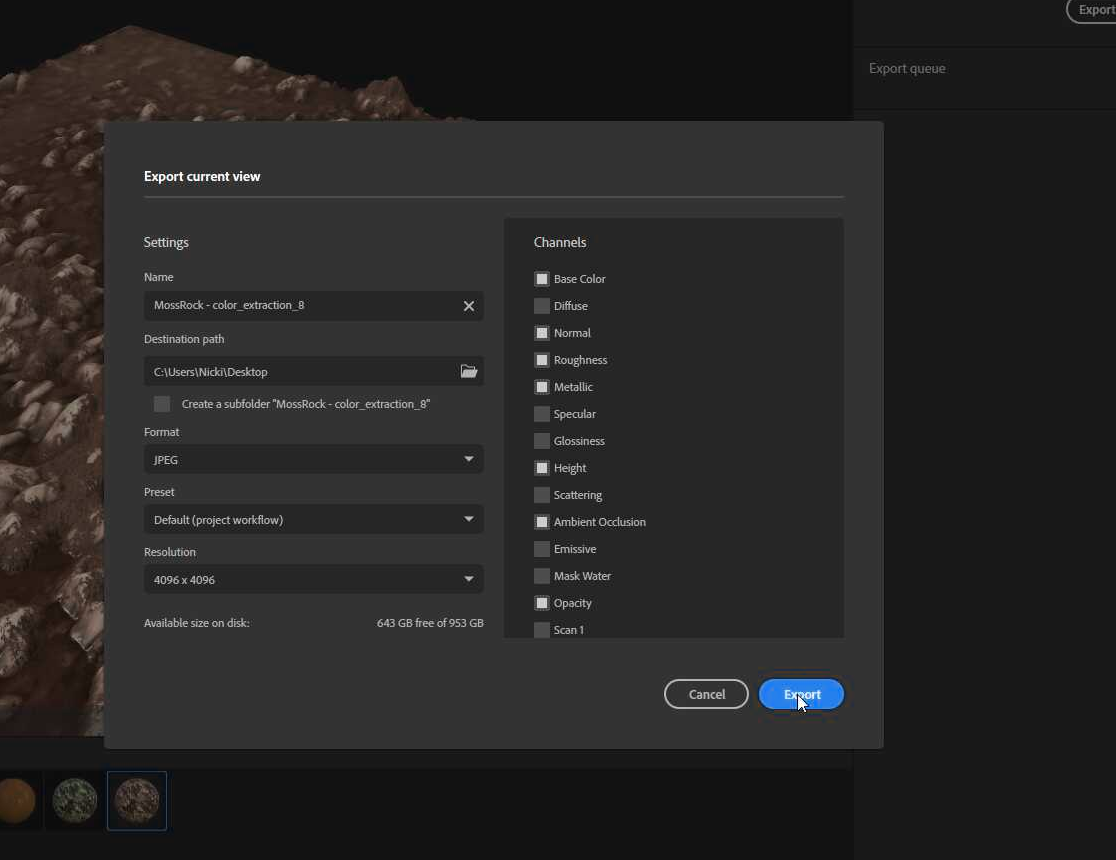 Export
Export queue
Export current view
Settings
Name
MossRock - color_extraction_8
Destination path
C:\Users\Nicki\Desktop
Create a subfolder "MossRock - color_extraction_8"
Format
JPEG
Preset
Default (project workflow)
Resolution
4096 x 4096
Available size on disk: 643 GB free of 953 GB
Channels
Base Color
Diffuse
Normal
Roughness
Metallic
Specular
Glossiness
Height
Scattering
Ambient Occlusion
Emissive
Mask Water
Opacity
Scan 1
Cancel
Export